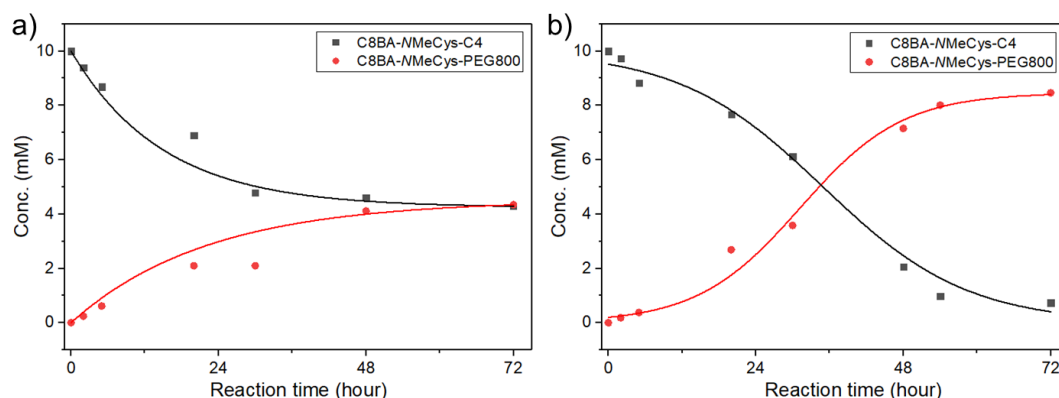 a)
C8BA-NMeCys-C4
C8BA-NMeCys-PEG800
10
8
6
4
2
0
Conc. (mM)
0
24
48
72
Reaction time (hour)
b)
C8BA-NMeCys-C4
C8BA-NMeCys-PEG800
10
8
6
4
2
0
Conc. (mM)
0
24
48
72
Reaction time (hour)